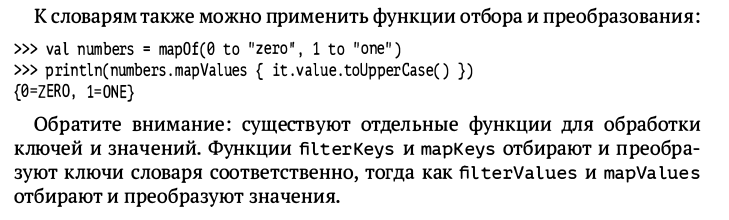 К словарям также можно применить функции отбора и преобразования:
>>> val numbers = mapOf(0 to "zero", 1 to "one")
>>> println(numbers.mapValues { it.value.toUpperCase() })
{0=ZERO, 1=ONE}
Обратите внимание: существуют отдельные функции для обработки
ключей и значений. Функции filterKeys и mapKeys отбирают и преобра-
зуют ключи словаря соответственно, тогда как filterValues и mapValues
отбирают и преобразуют значения.